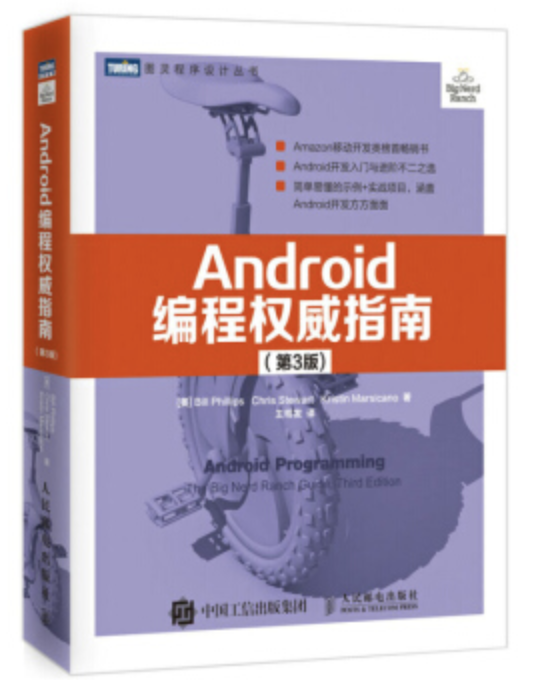 TURING 图灵程序设计丛书
Big Nerd
Ranch
Amazon移动开发类榜首畅销书
Android开发入门与进阶不二之选
简单易懂的示例+实战项目，涵盖
Android开发方方面面
Android
编程权威指南
（第3版）
[美] Bill Phillips Chris Stewart Kristin Marsicano 著
王明发 译
Android Programming
The Big Nerd Ranch Guide, Third Edition
中国工信出版集团
人民邮电出版社
POSTS & TELECOM PRESS
Android编程权威指南
（第3版）
人民邮电出版社